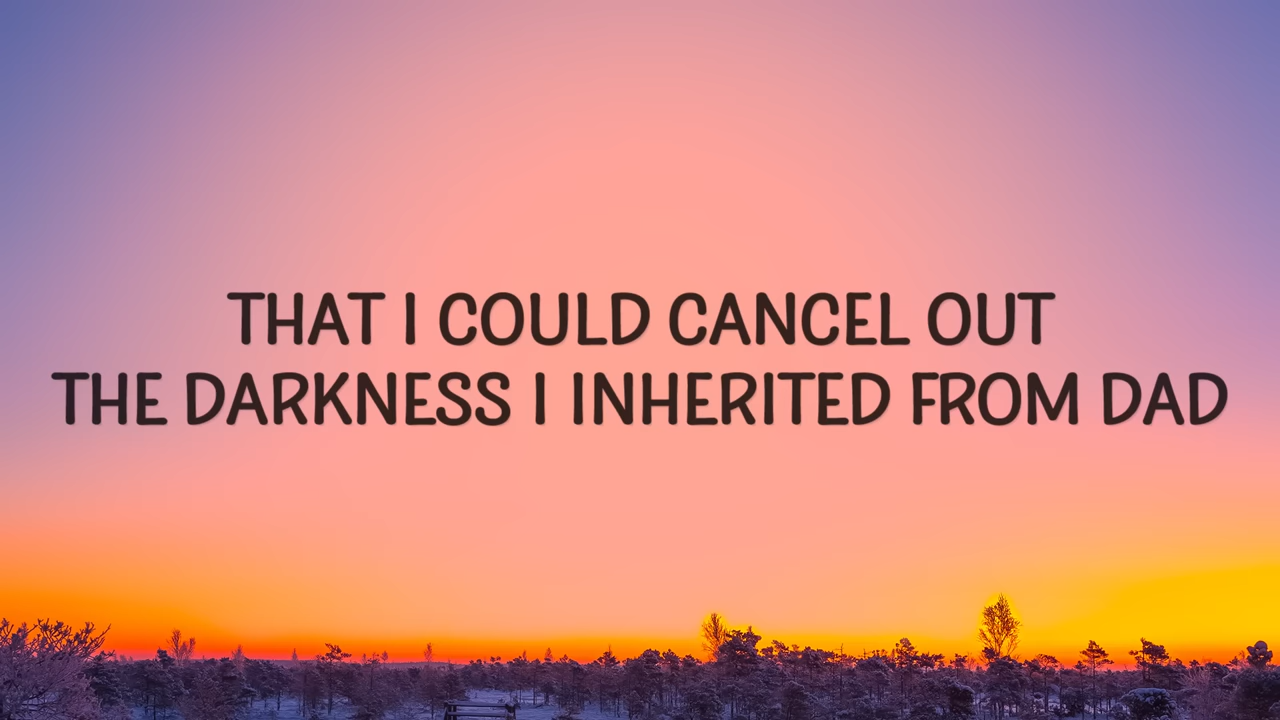 THAT I COULD CANCEL OUT
THE DARKNESS I INHERITED FROM DAD